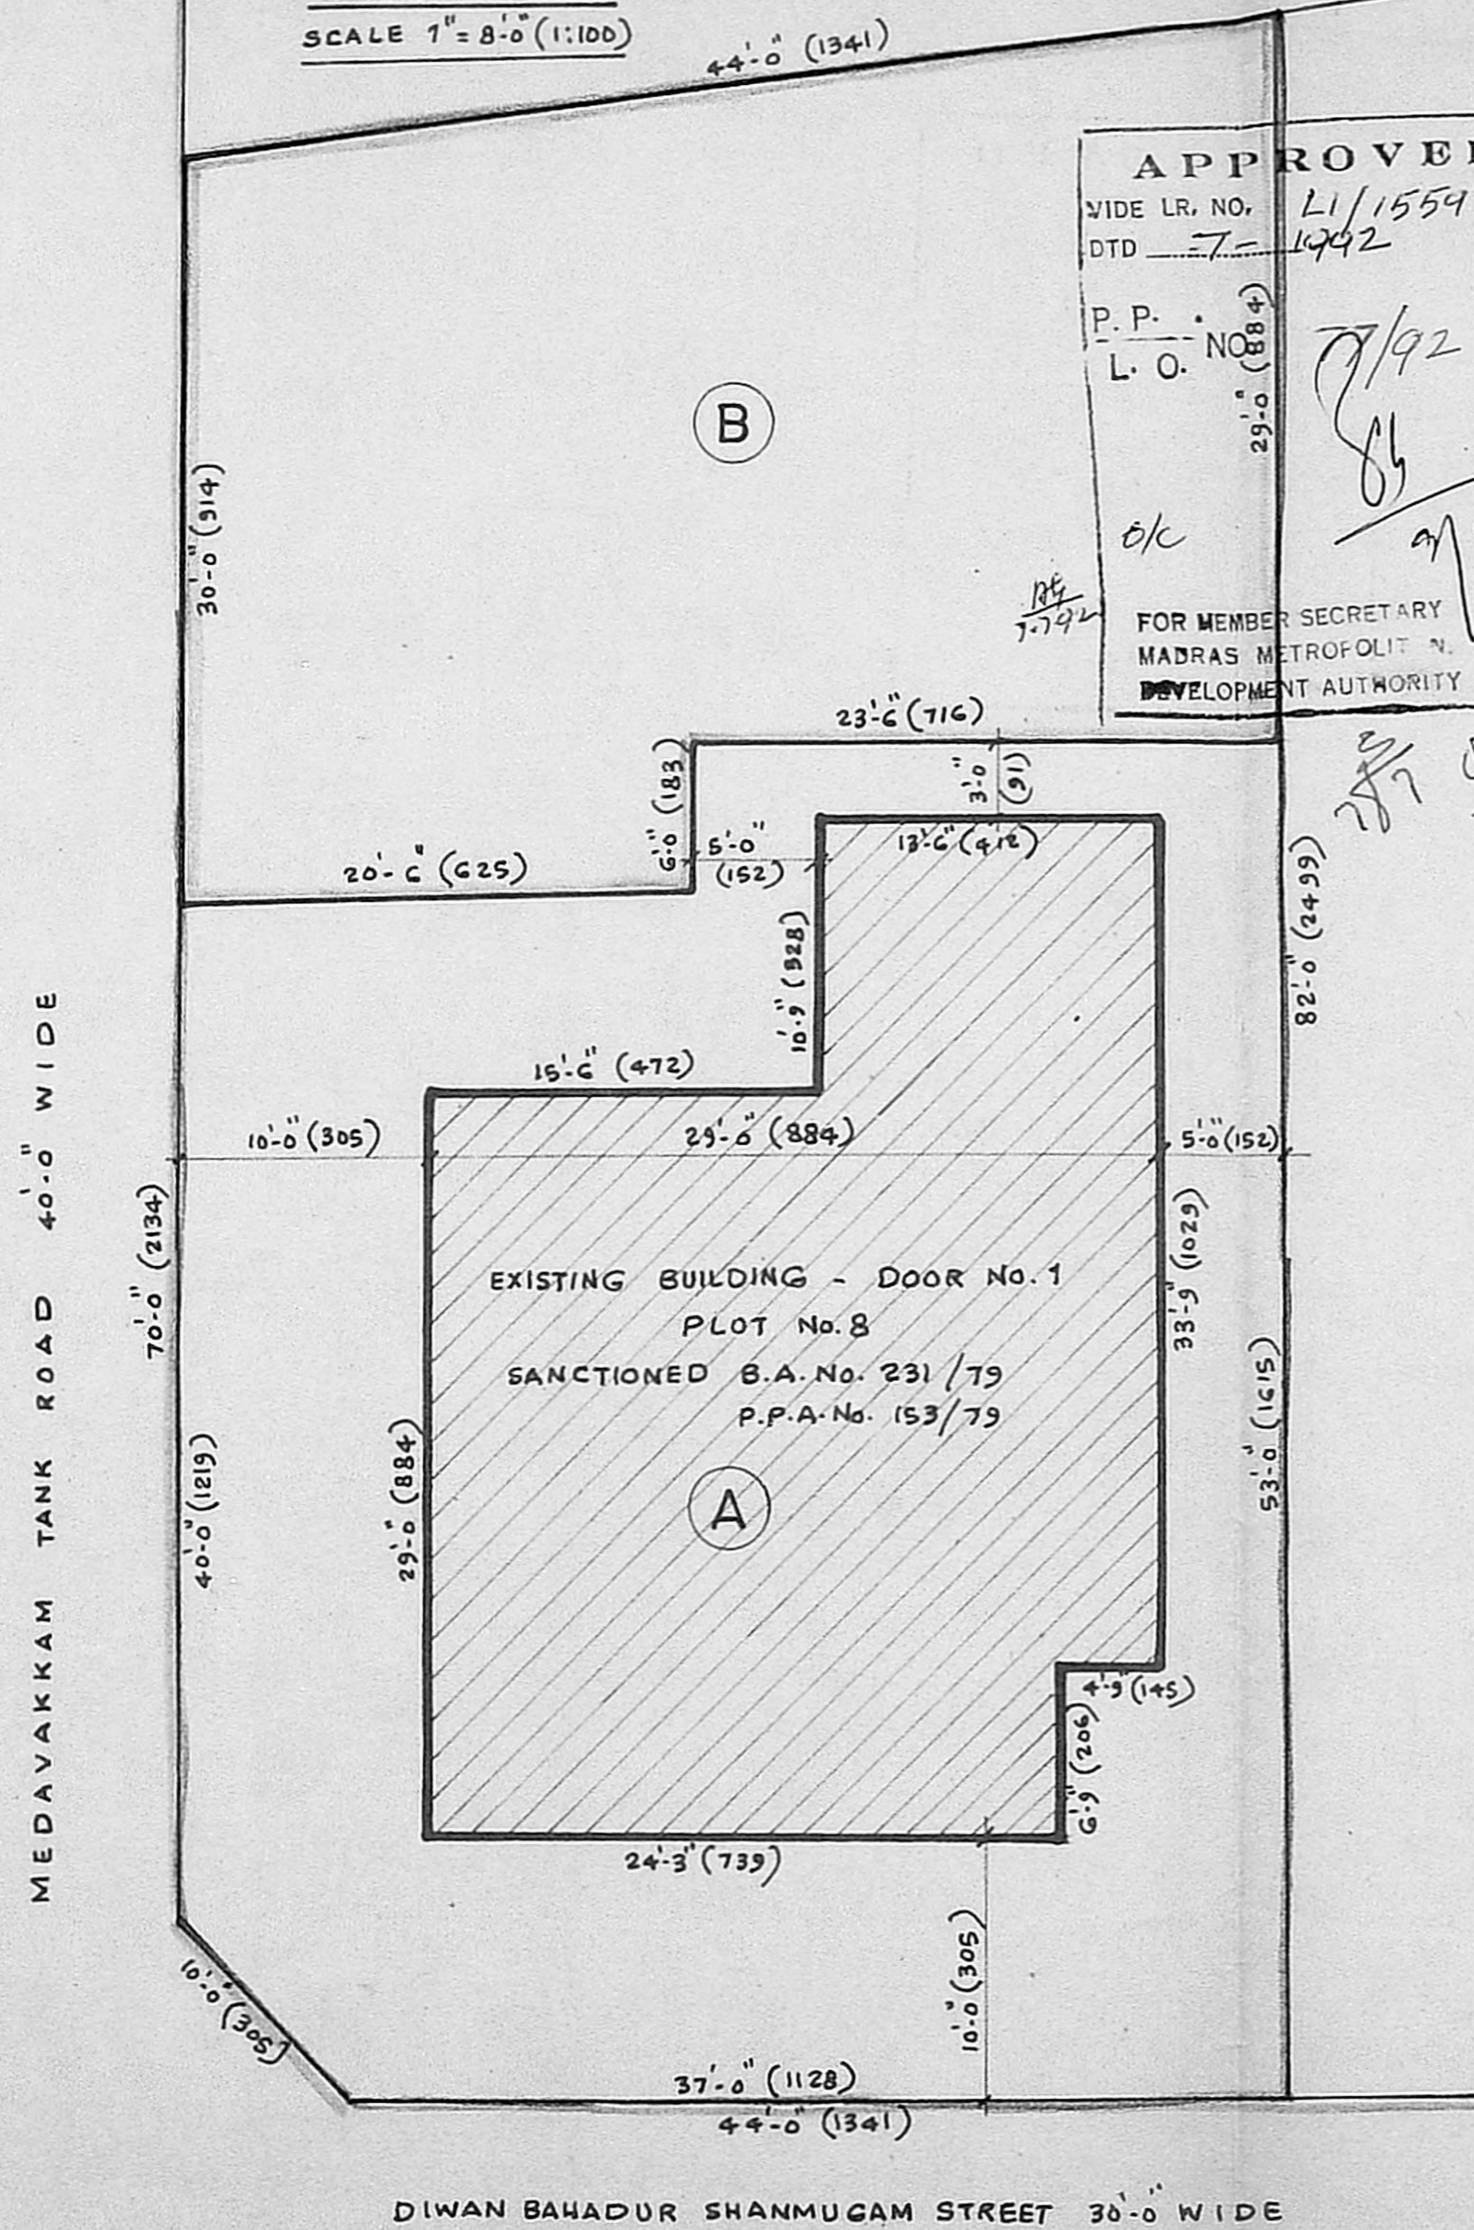 SCALE 1"= 8'-0" (1:100)
44'-0" (1341)
APPROVE
VIDE LR. NO. L1/1559
DTD -7- 1992
29'-0" (884)
P.P.
L.O. NO
77/92
B
30'-0" (914)
O/C
FOR MEMBER SECRETARY
MADRAS METROPOLIT N.
DEVELOPMENT AUTHORITY
23'-6" (716)
6'-0" (183)
3'-0"
(91)
5'-0"
(152)
13'-6" (412)
20'-6" (625)
10'-9" (328)
82'-0" (2499)
15'-6" (472)
10'-0" (305)
29'-0" (884)
5'-0" (152)
MEDAVAKKAM TANK ROAD 40'-0" WIDE
70'-0" (2134)
33'-9" (1029)
EXISTING BUILDING - DOOR No. 1
PLOT No. 8
SANCTIONED B.A. No. 231/79
P.P.A. No. 153/79
A
40'-0" (1219)
29'-0" (884)
53'-0" (1615)
4'-9" (145)
6'-9" (206)
24'-3" (739)
10'-0" (305)
10'-0" (305)
37'-0" (1128)
44'-0" (1341)
DIWAN BAHADUR SHANMUGAM STREET 30'-0" WIDE